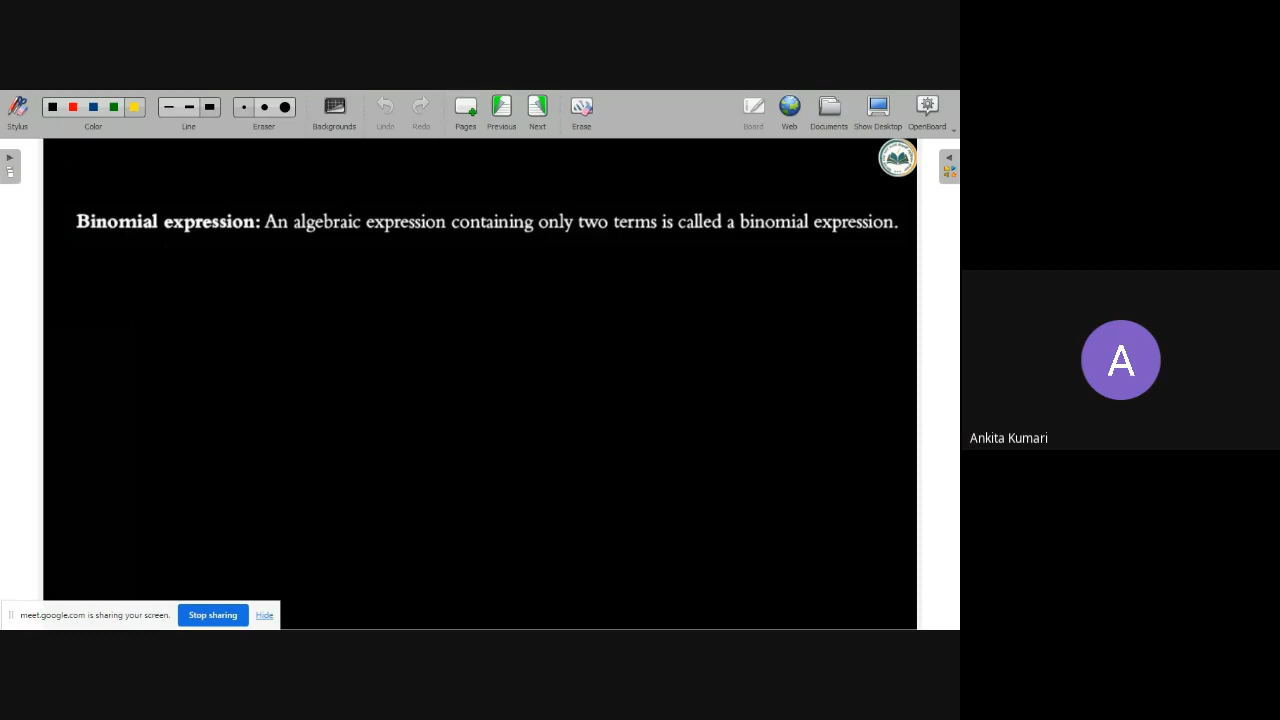 Stylus Color Line Eraser Backgrounds Undo Redo Pages Previous Next Erase Board Web Documents Show Desktop OpenBoard
Binomial expression: An algebraic expression containing only two terms is called a binomial expression.
A
Ankita Kumari
meet.google.com is sharing your screen. Stop sharing Hide